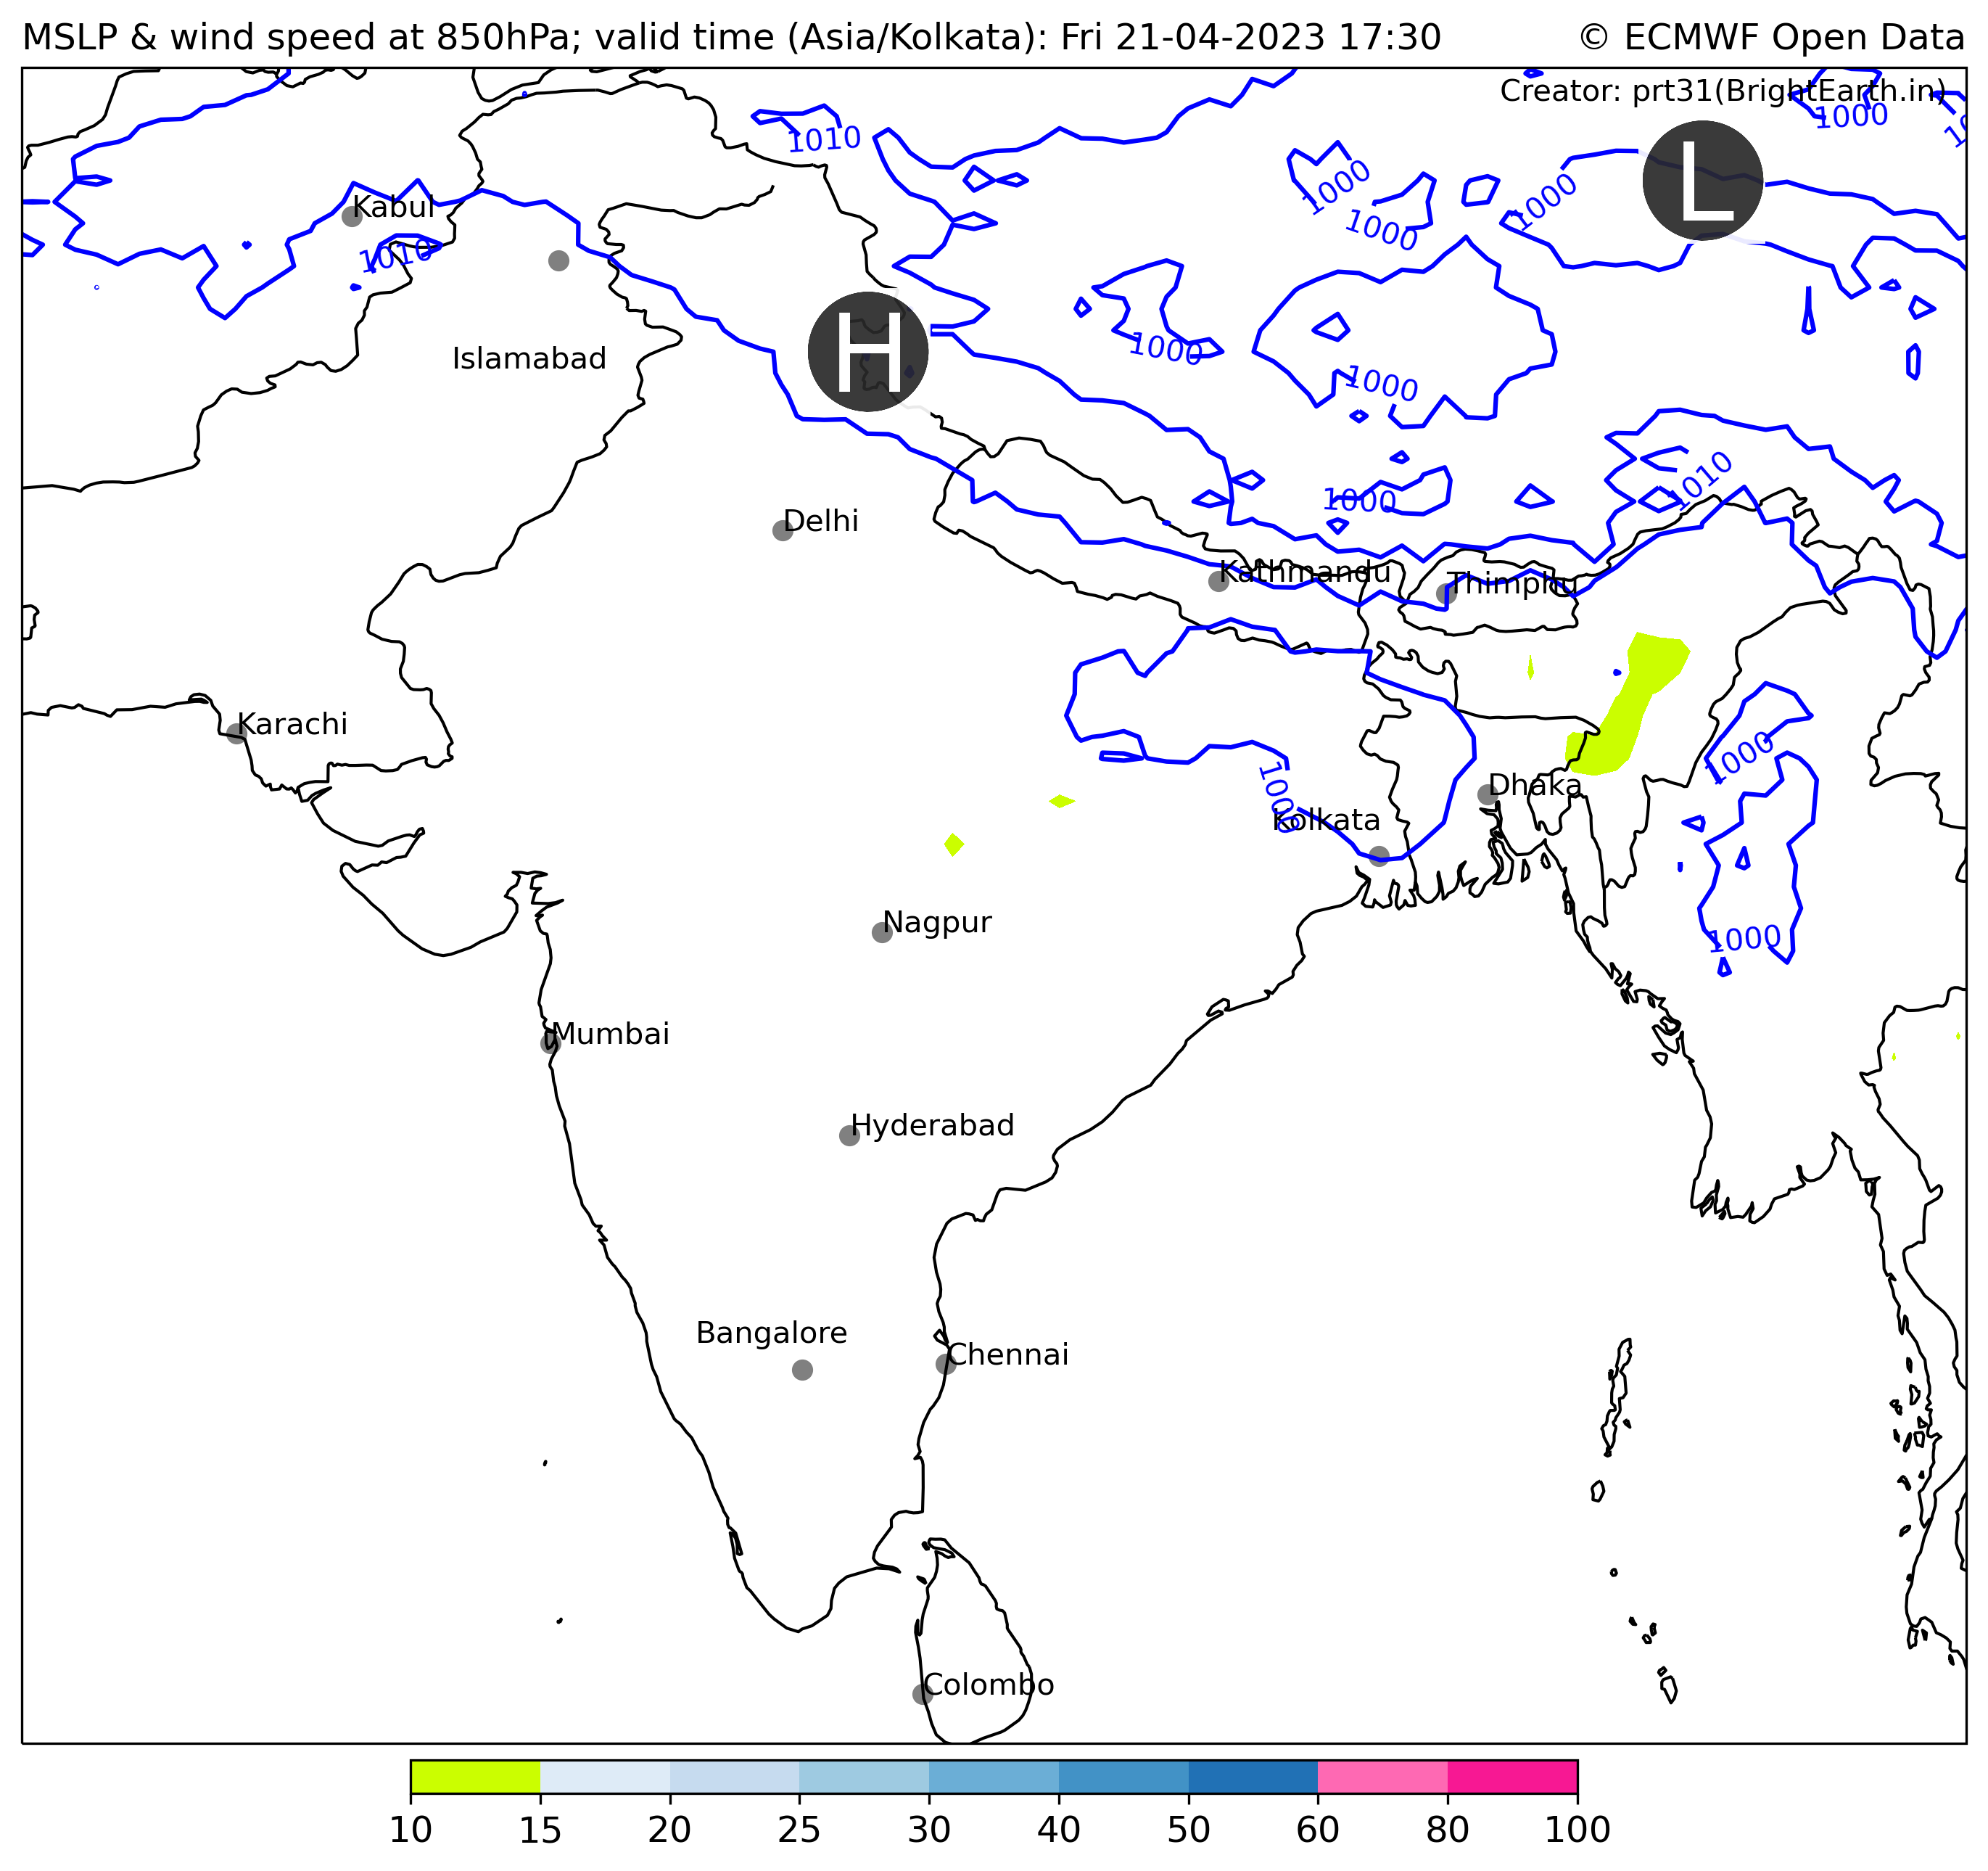 MSLP & wind speed at 850hPa; valid time (Asia/Kolkata): Fri 21-04-2023 17:30
© ECMWF Open Data
Creator: prt31(BrightEarth.in)
1000
1010
L
1000
1000
1000
Kabul
1010
H
Islamabad
1000
1000
1010
1000
Delhi
Kathmandu
Thimphu
Karachi
1000
1000
Dhaka
Kolkata
Nagpur
1000
Mumbai
Hyderabad
Bangalore
Chennai
Colombo
10 15 20 25 30 40 50 60 80 100